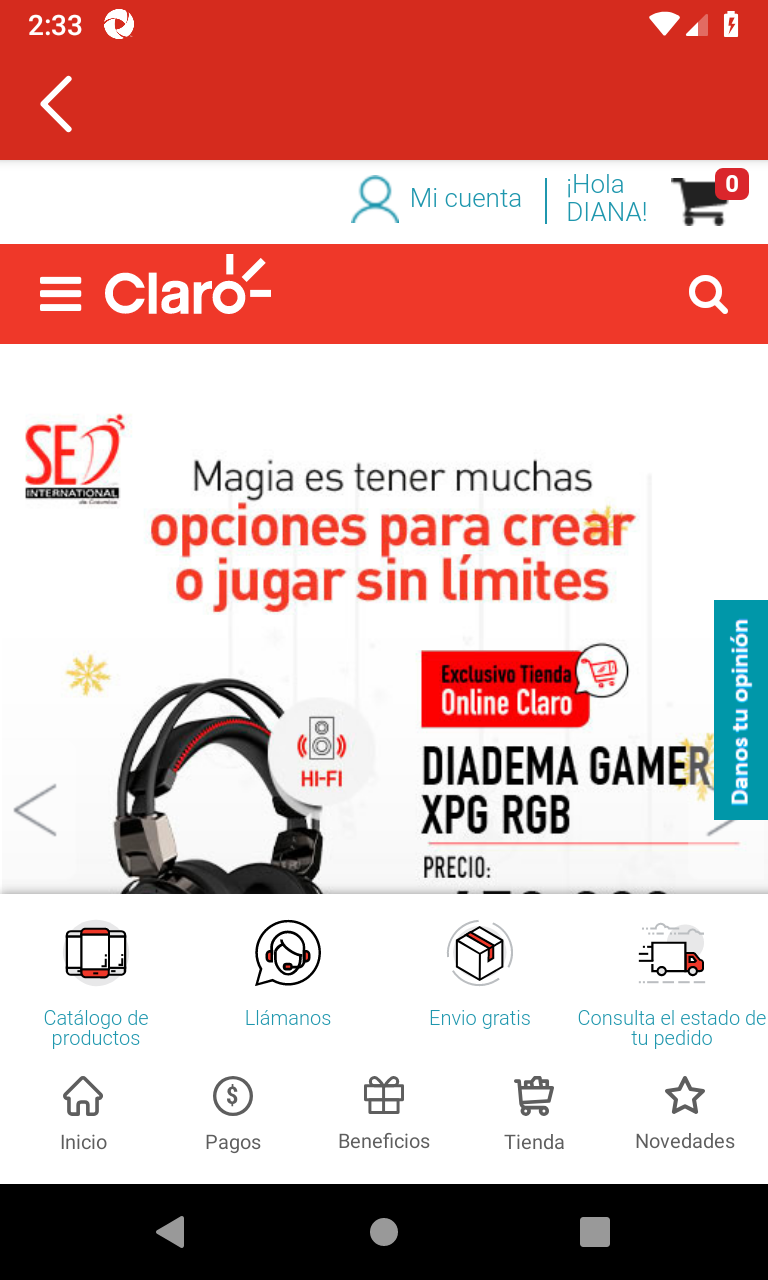 2:33
Mi cuenta
¡Hola
DIANA!
0
Claro
SED
INTERNATIONAL
de Colombia
Magia es tener muchas
opciones para crear
o jugar sin límites
Exclusivo Tienda
Online Claro
HI-FI
DIADEMA GAMER
XPG RGB
PRECIO:
Danos tu opinión
Catálogo de
productos
Llámanos
Envio gratis
Consulta el estado de
tu pedido
Inicio
Pagos
Beneficios
Tienda
Novedades